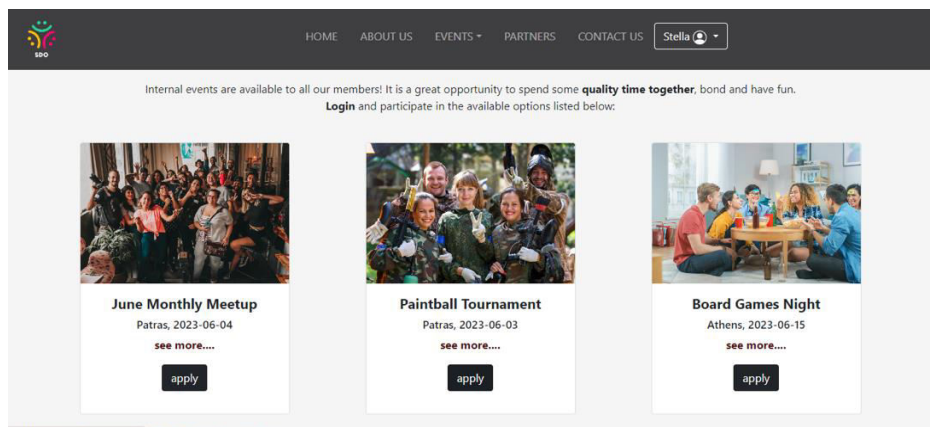 SDO
HOME ABOUT US EVENTS PARTNERS CONTACT US Stella
Internal events are available to all our members! It is a great opportunity to spend some quality time together, bond and have fun.
Login and participate in the available options listed below:
June Monthly Meetup
Patras, 2023-06-04
see more....
apply
Paintball Tournament
Patras, 2023-06-03
see more....
apply
Board Games Night
Athens, 2023-06-15
see more....
apply